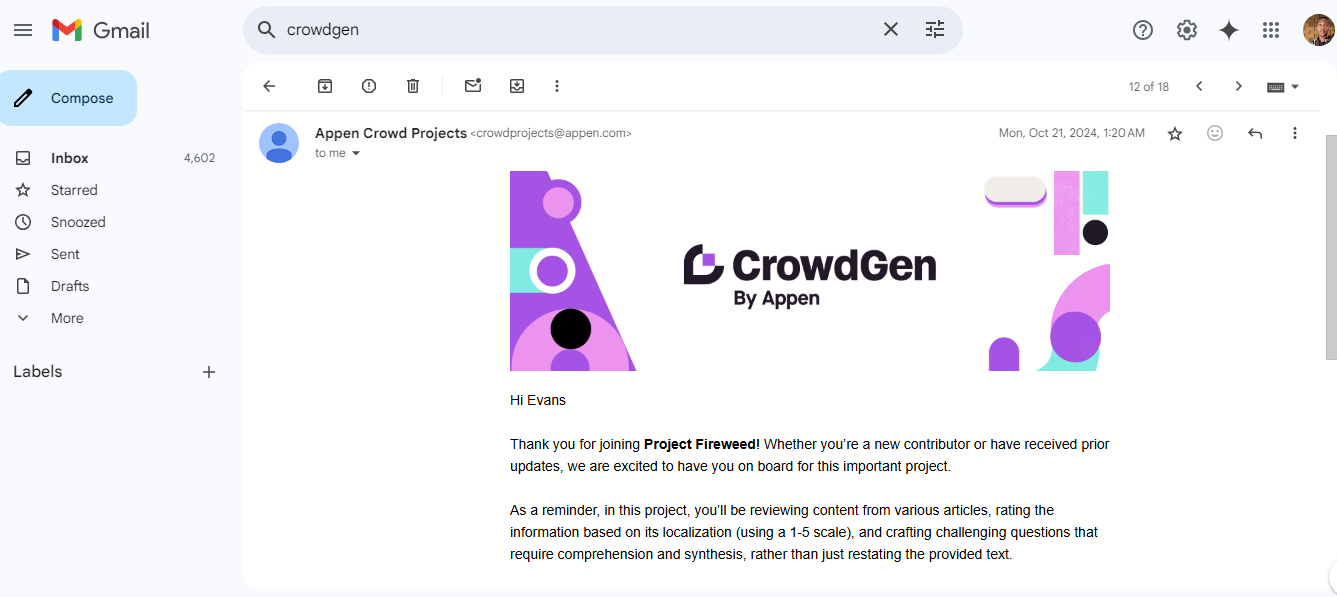 Gmail
crowdgen
Compose
12 of 18
Inbox 4,602
Starred
Snoozed
Sent
Drafts
More
Labels
Appen Crowd Projects <crowdprojects@appen.com>
Mon, Oct 21, 2024, 1:20 AM
to me
CrowdGen
By Appen
Hi Evans
Thank you for joining Project Fireweed! Whether you’re a new contributor or have received prior
updates, we are excited to have you on board for this important project.
As a reminder, in this project, you’ll be reviewing content from various articles, rating the
information based on its localization (using a 1-5 scale), and crafting challenging questions that
require comprehension and synthesis, rather than just restating the provided text.